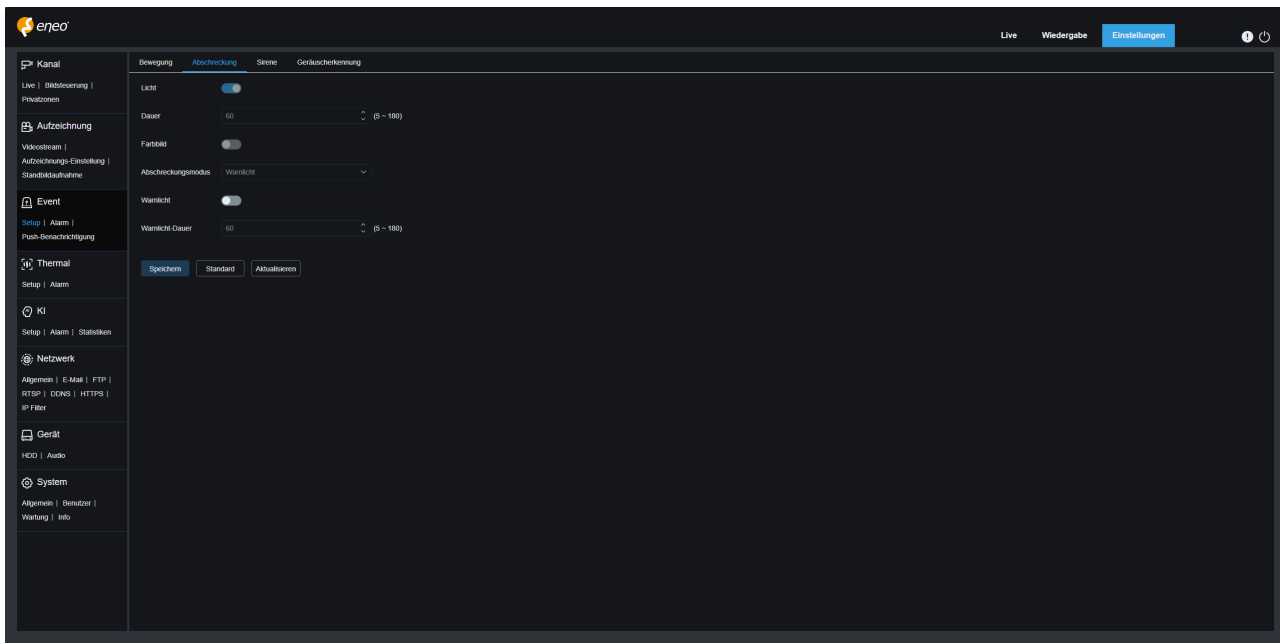 eneo
Live Wiedergabe Einstellungen
Kanal
Live | Bildsteuerung |
Privatzonen
Aufzeichnung
Videostream |
Aufzeichnungs-Einstellung |
Standbildaufnahme
Event
Setup | Alarm |
Push-Benachrichtigung
Thermal
Setup | Alarm
KI
Setup | Alarm | Statistiken
Netzwerk
Allgemein | E-Mail | FTP |
RTSP | DDNS | HTTPS |
IP Filter
Gerät
HDD | Audio
System
Allgemein | Benutzer |
Wartung | Info
Bewegung Abschreckung Sirene Geräuscherkennung
Licht
Dauer 60 (5 ~ 180)
Farbbild
Abschreckungsmodus Warnlicht
Warnlicht
Warnlicht-Dauer 60 (5 ~ 180)
Speichern Standard Aktualisieren